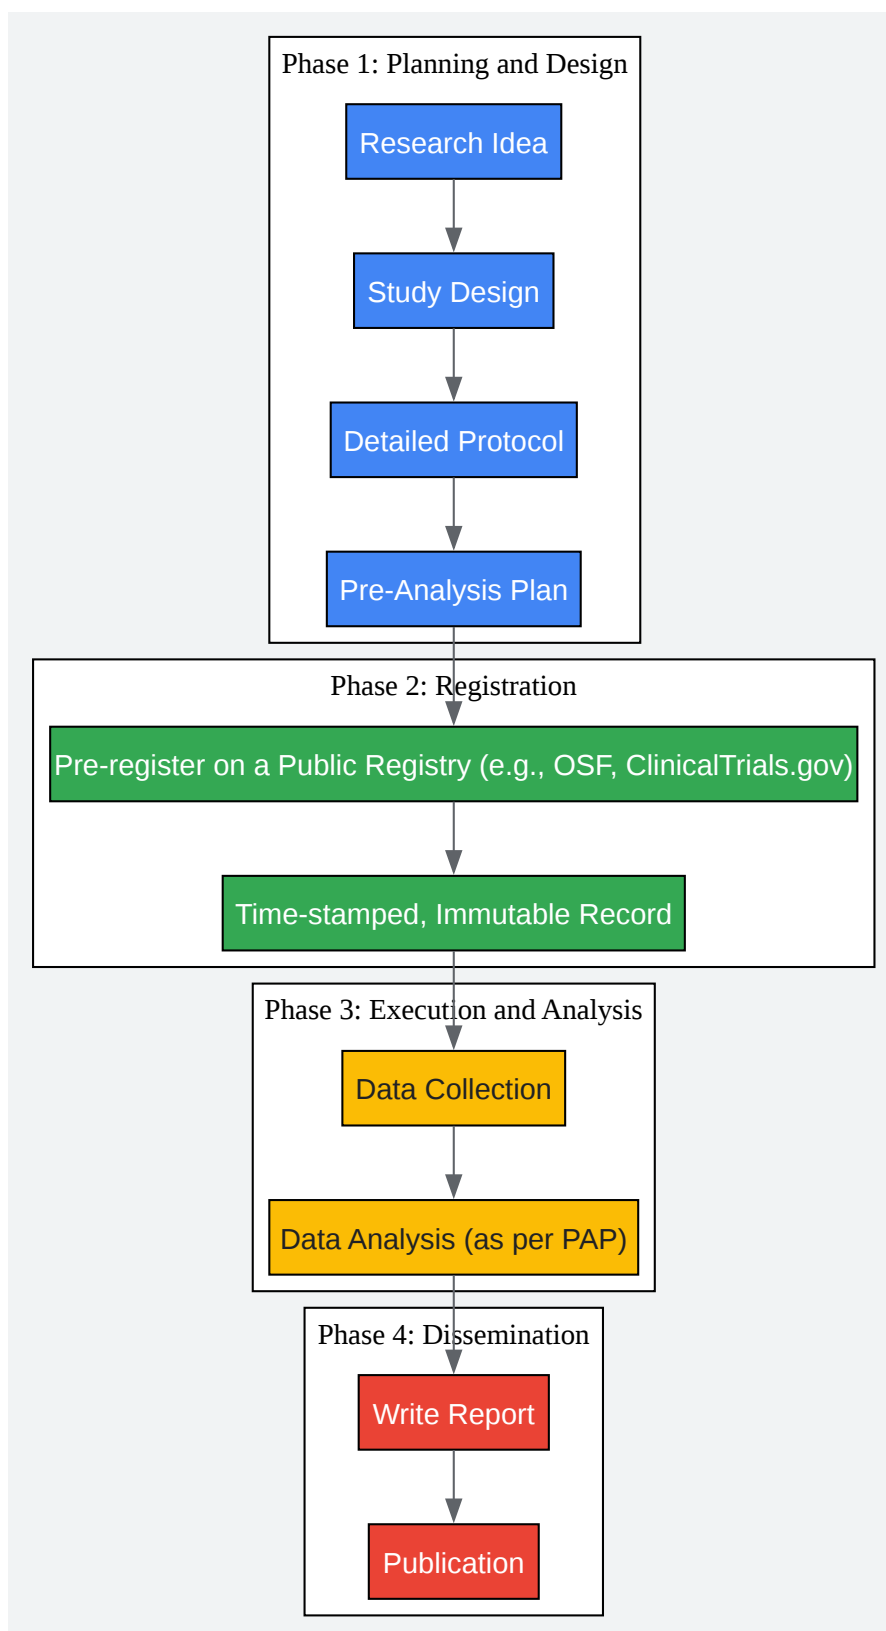 Phase 1: Planning and Design
Research Idea
Study Design
Detailed Protocol
Pre-Analysis Plan
Phase 2: Registration
Pre-register on a Public Registry (e.g., OSF, ClinicalTrials.gov)
Time-stamped, Immutable Record
Phase 3: Execution and Analysis
Data Collection
Data Analysis (as per PAP)
Phase 4: Dissemination
Write Report
Publication